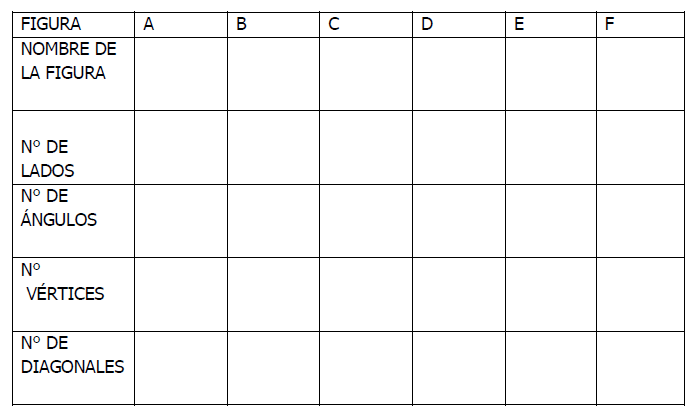 FIGURA A B C D E F
NOMBRE DE
LA FIGURA
Nº DE
LADOS
Nº DE
ÁNGULOS
Nº
VÉRTICES
Nº DE
DIAGONALES